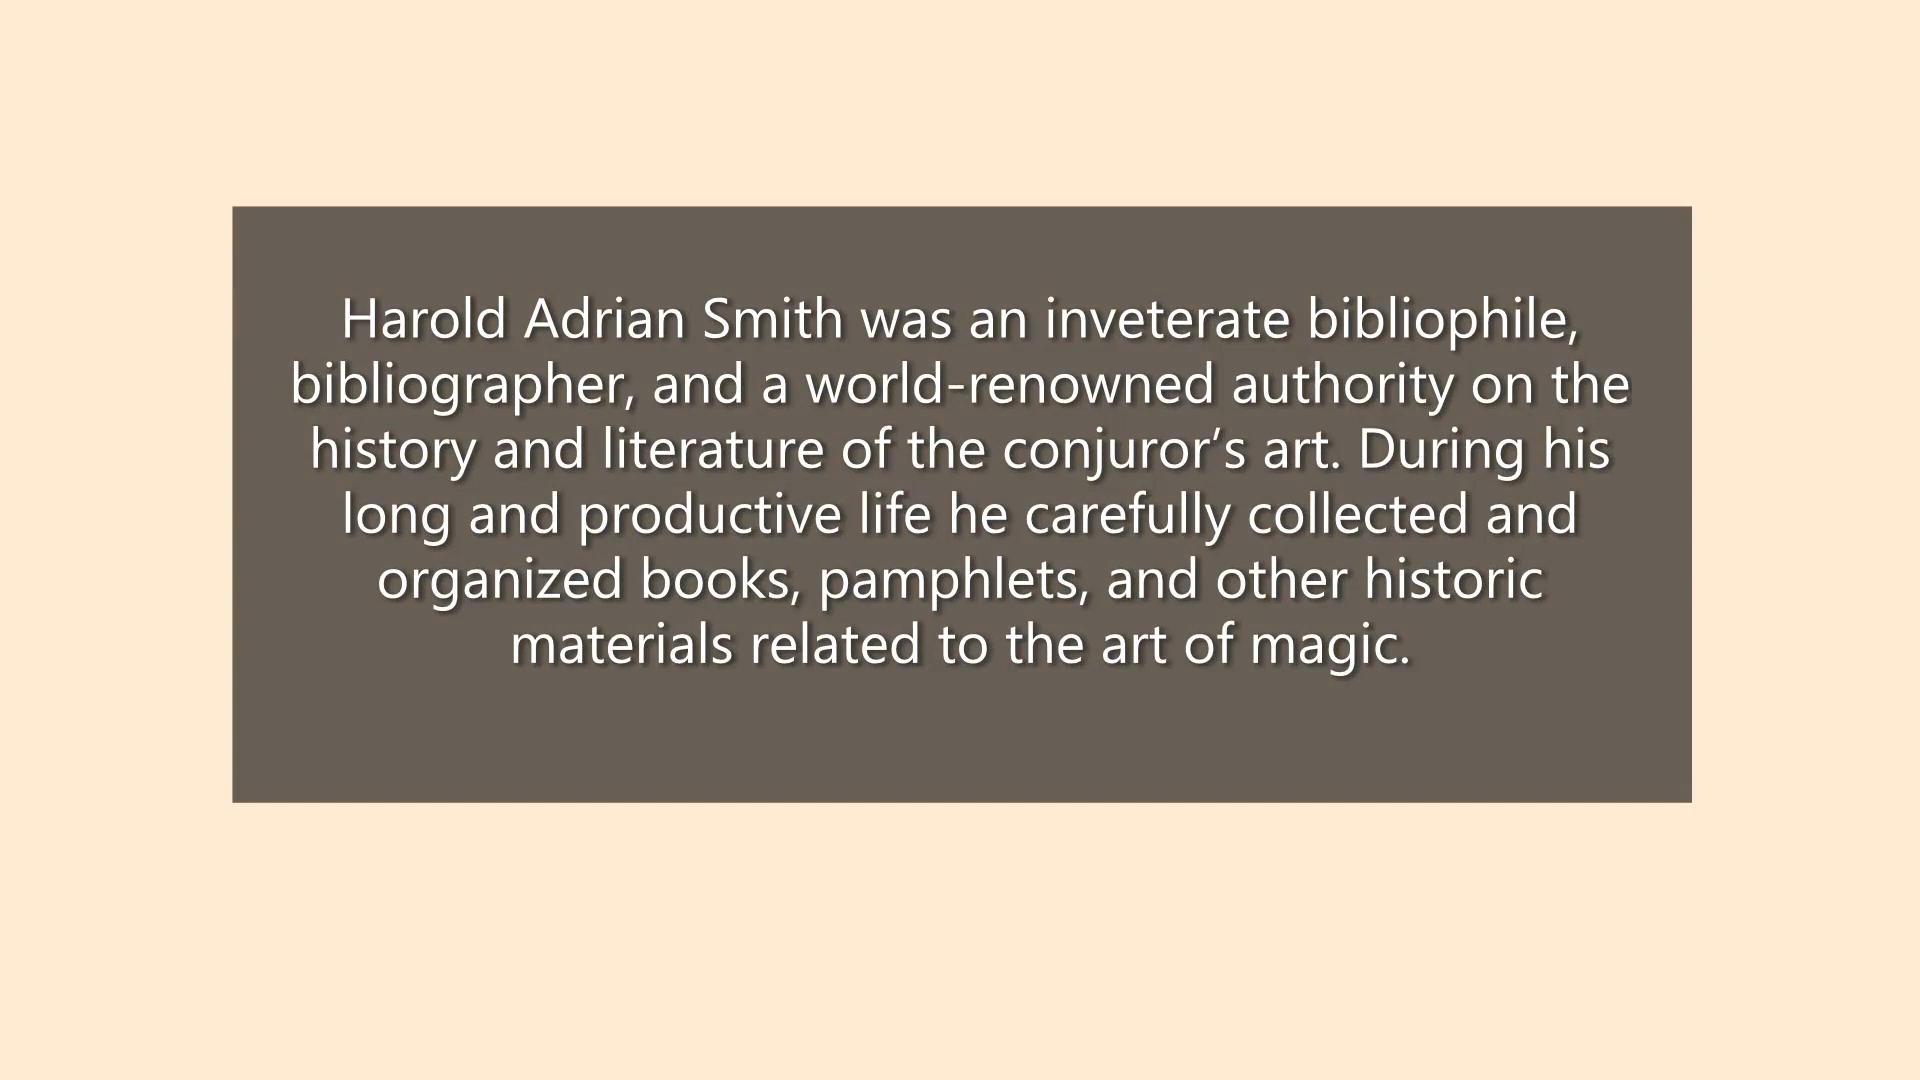 Harold Adrian Smith was an inveterate bibliophile,
bibliographer, and a world-renowned authority on the
history and literature of the conjuror’s art. During his
long and productive life he carefully collected and
organized books, pamphlets, and other historic
materials related to the art of magic.